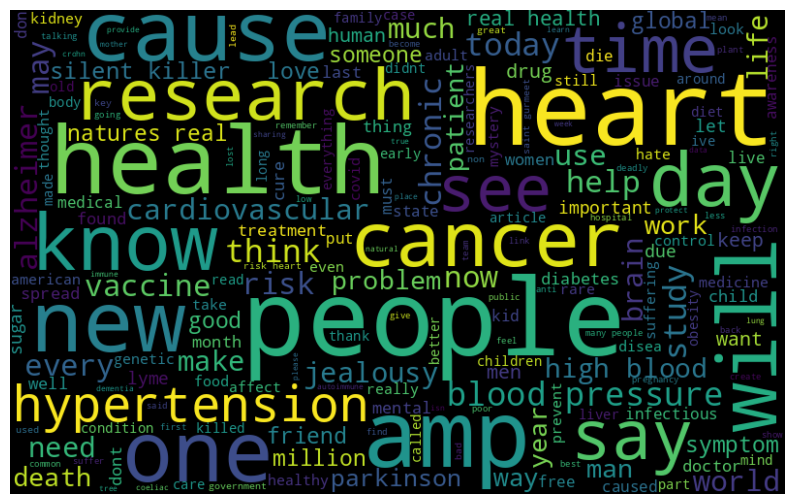 cause
research
heart
health
people
cancer
know
new
hypertension
one
amp
say
will
day
time
see
jealousy
blood
pressure
high blood
cardiovascular
vaccine
silent killer
natures real
real health
global
today
life
human
much
someone
love
last
family
case
kidney
don
may
talking
crohn
provide
mother
lead
become
adult
didnt
great
mean
learn
plant
die
look
drug
still
issue
around
awareness
old
body
key
going
sharing
remember
true
thing
early
chronic
patient
researchers
mystery
saint gurmeet
week
diet
let
ive
data
right
made
thought
lost
long
cure
everything
covid
low
must
place
state
women
use
non
hate
deadly
live
help
alzheimer
medical
found
treatment
put
article
important
protect
less
work
think
natural
team
hospital
control
infection
keep
american
immune
read
risk heart
even
risk
problem
now
link
diabetes
due
brain
suffering
medicine
spread
sugar
take
good
month
thank
give
public
anti
rare
study
obesity
child
back
lung
every
genetic
make
better
kid
feel
many people
want
well
food
affect
children
disea
pregnancy
create
lyme
dementia
really
please
men
autoimmune
used
said
mental
poor
liver
infectious
condition
first
killed
friend
find
called
year
prevent
need
dont
million
bad
symptom
show
common
suffer
healthy
parkinson
way
free
best
man
caused
doctor
mind
part
world
death
tree
coeliac
care
government